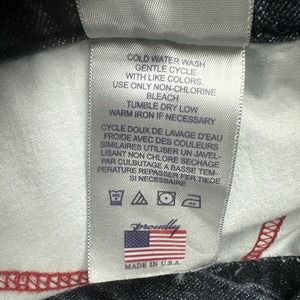 COLD WATER WASH
GENTLE CYCLE
WITH LIKE COLORS.
USE ONLY NON-CHLORINE
BLEACH
TUMBLE DRY LOW
WARM IRON IF NECESSARY
CYCLE DOUX DE LAVAGE D'EAU
FROIDE AVEC DES COULEURS
SIMILAIRES UTILISER UN JAVEL-
LISANT NON CHLORE SECHAGE
PAR CULBUTAGE A BASSE TEM-
PERATURE REPASSER FER TIEDE
SI NECESSAIRE
proudly
MADE IN U.S.A.